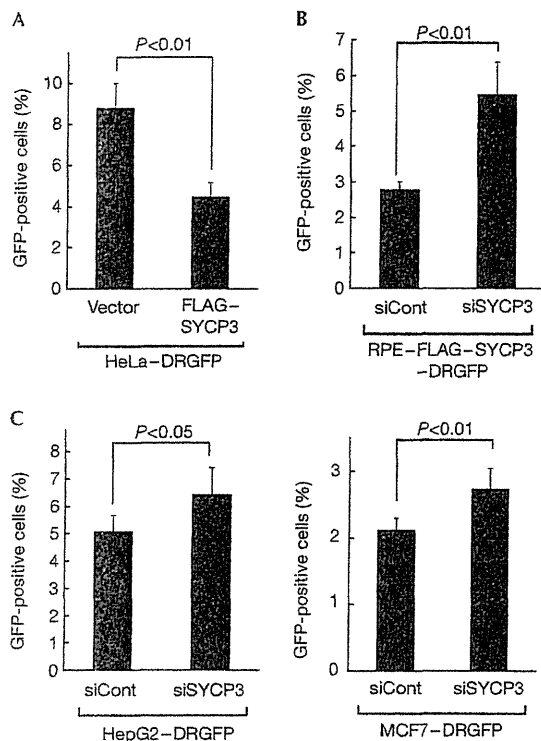 A
P<0.01
GFP-positive cells (%)
10
8
6
4
2
0
Vector
FLAG–
SYCP3
HeLa–DRGFP
B
P<0.01
GFP-positive cells (%)
7
6
5
4
3
2
1
0
siCont
siSYCP3
RPE–FLAG–SYCP3
–DRGFP
C
P<0.05
GFP-positive cells (%)
7
6
5
4
3
2
1
0
siCont
siSYCP3
HepG2–DRGFP
P<0.01
GFP-positive cells (%)
3
2
1
0
siCont
siSYCP3
MCF7–DRGFP